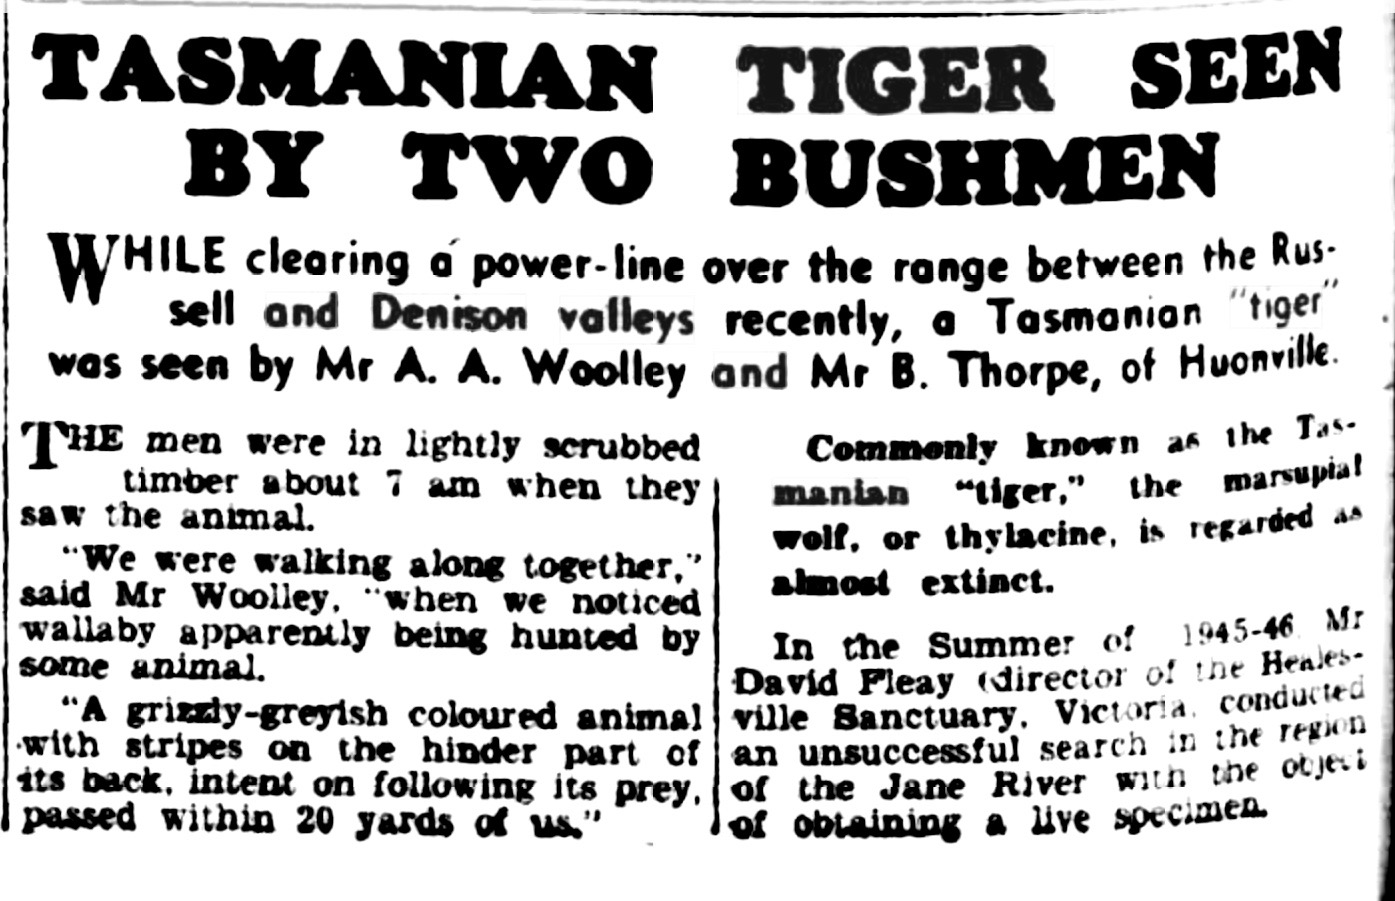 TASMANIAN TIGER SEEN
BY TWO BUSHMEN
WHILE clearing a power-line over the range between the Rus-
sell and Denison valleys recently, a Tasmanian "tiger"
was seen by Mr A. A. Woolley and Mr B. Thorpe, of Huonville.
THE men were in lightly scrubbed
timber about 7 am when they
saw the animal.
"We were walking along together,"
said Mr Woolley, "when we noticed
wallaby apparently being hunted by
some animal.
"A grizzly-greyish coloured animal
with stripes on the hinder part of
its back, intent on following its prey,
passed within 20 yards of us."
Commonly known as the Tas-
manian "tiger," the marsupial
wolf, or thylacine, is regarded as
almost extinct.
In the Summer of 1945-46 Mr
David Fleay (director of the Heales-
ville Sanctuary, Victoria, conducted
an unsuccessful search in the region
of the Jane River with the object
of obtaining a live specimen.